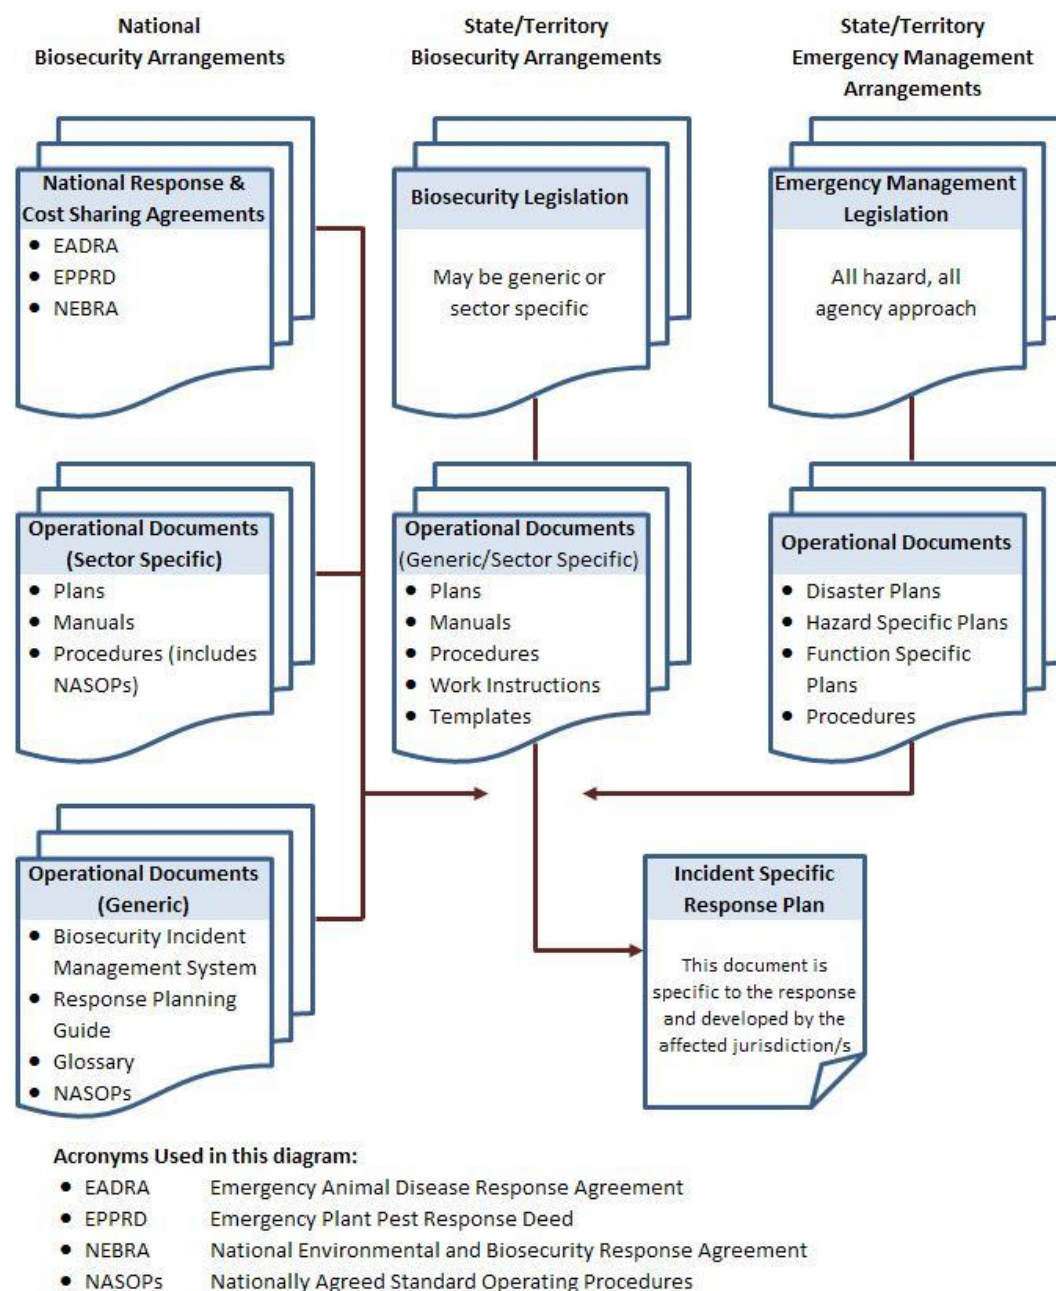 National
Biosecurity Arrangements
State/Territory
Biosecurity Arrangements
State/Territory
Emergency Management
Arrangements
National Response &
Cost Sharing Agreements
• EADRA
• EPPRD
• NEBRA
Biosecurity Legislation
May be generic or
sector specific
Emergency Management
Legislation
All hazard, all
agency approach
Operational Documents
(Sector Specific)
• Plans
• Manuals
• Procedures (includes
NASOPs)
Operational Documents
(Generic/Sector Specific)
• Plans
• Manuals
• Procedures
• Work Instructions
• Templates
Operational Documents
• Disaster Plans
• Hazard Specific Plans
• Function Specific
Plans
• Procedures
Operational Documents
(Generic)
• Biosecurity Incident
Management System
• Response Planning
Guide
• Glossary
• NASOPs
Incident Specific
Response Plan
This document is
specific to the response
and developed by the
affected jurisdiction/s
Acronyms Used in this diagram:
• EADRA Emergency Animal Disease Response Agreement
• EPPRD Emergency Plant Pest Response Deed
• NEBRA National Environmental and Biosecurity Response Agreement
• NASOPs Nationally Agreed Standard Operating Procedures